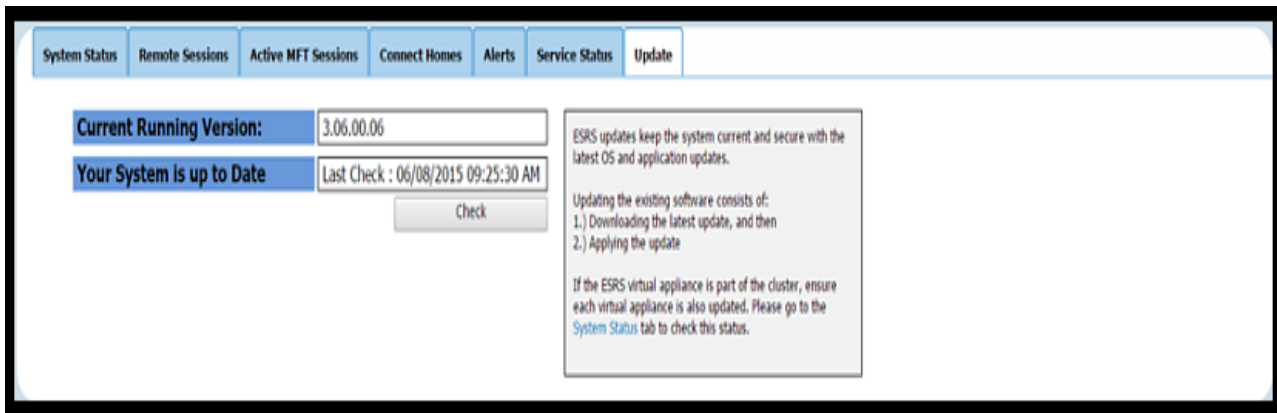 System Status Remote Sessions Active MFT Sessions Connect Homes Alerts Service Status Update
Current Running Version: 3.06.00.06
Your System is up to Date Last Check : 06/08/2015 09:25:30 AM
Check
ESRS updates keep the system current and secure with the
latest OS and application updates.
Updating the existing software consists of:
1.) Downloading the latest update, and then
2.) Applying the update
If the ESRS virtual appliance is part of the cluster, ensure
each virtual appliance is also updated. Please go to the
System Status tab to check this status.